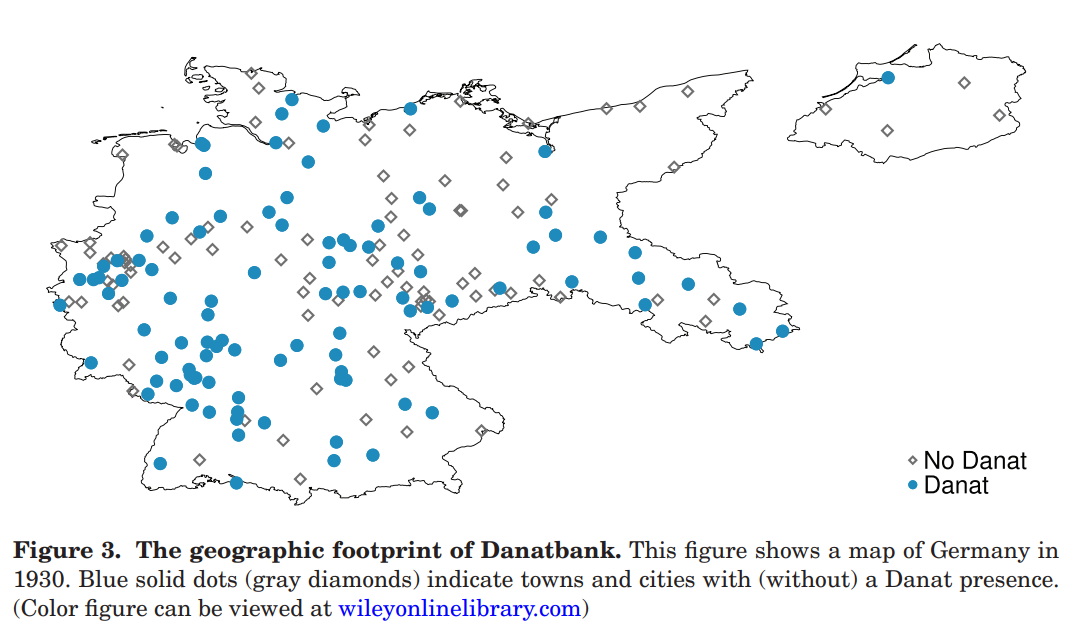 No Danat
Danat
Figure 3. The geographic footprint of Danatbank. This figure shows a map of Germany in
1930. Blue solid dots (gray diamonds) indicate towns and cities with (without) a Danat presence.
(Color figure can be viewed at wileyonlinelibrary.com)